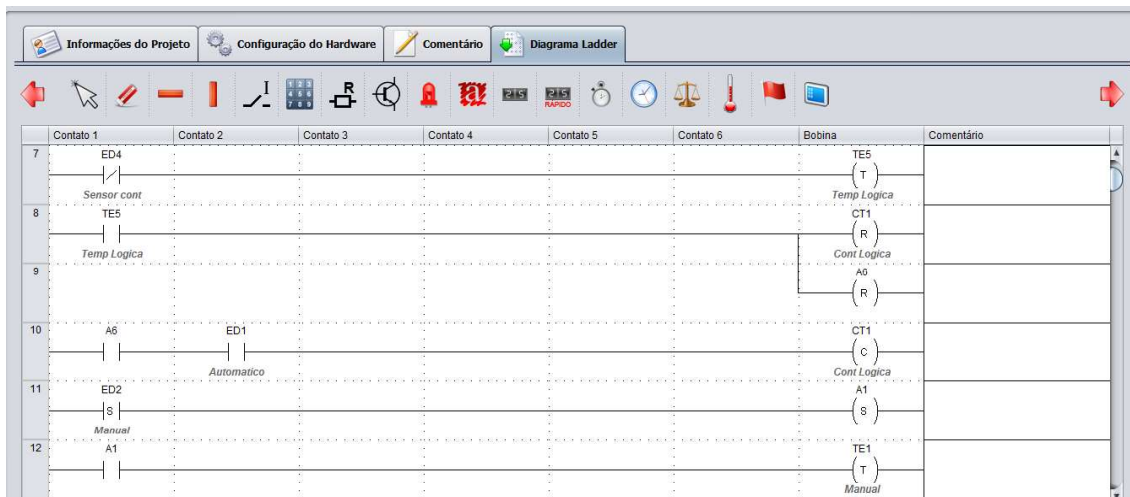 Informações do Projeto Configuração do Hardware Comentário Diagrama Ladder
Contato 1 Contato 2 Contato 3 Contato 4 Contato 5 Contato 6 Bobina Comentário
7 ED4 TE5
T
Sensor cont Temp Logica
8 TE5 CT1
R
Temp Logica Cont Logica
9 A0
R
10 A6 ED1 CT1
C
Automatico Cont Logica
11 ED2 A1
S S
Manual
12 A1 TE1
T
Manual